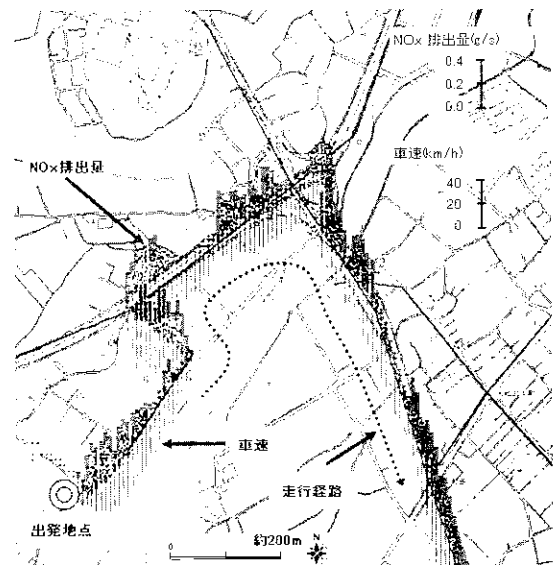 NOx 排出量(g/s)
0.4
0.2
0.0
車速(km/h)
40
20
0
NOx排出量
車速
走行経路
出発地点
0
約200m
N